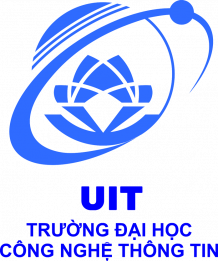 UIT
TRƯỜNG ĐẠI HỌC
CÔNG NGHỆ THÔNG TIN